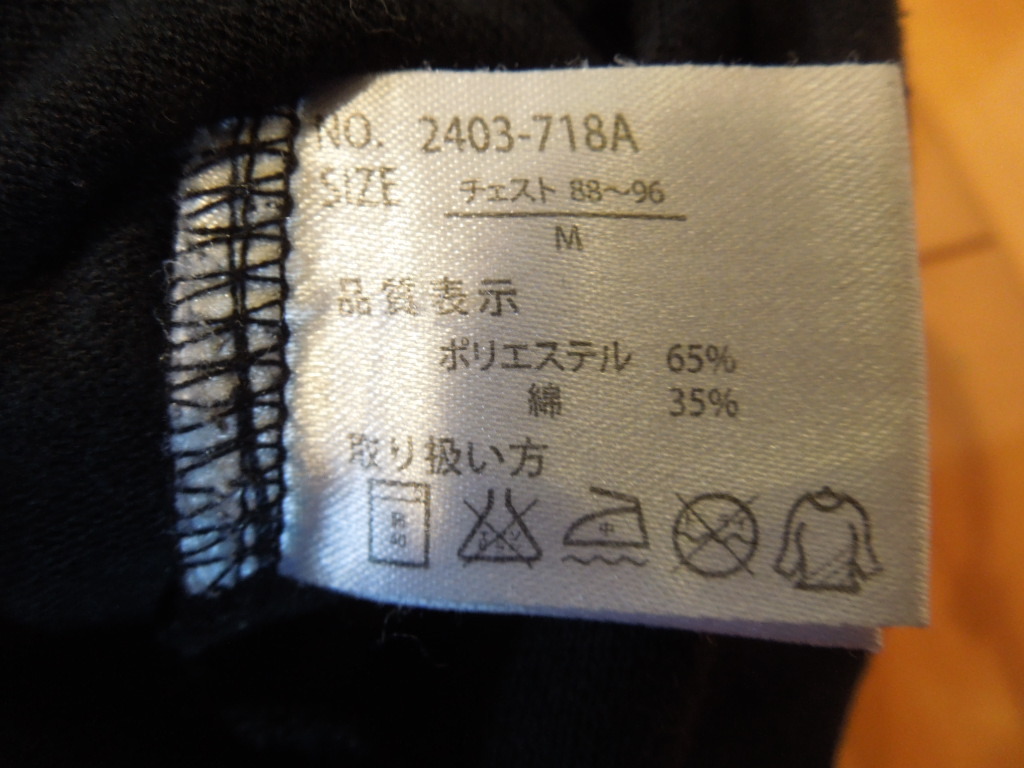 NO. 2403-718A
SIZE チェスト 88～96
M
品質表示
ポリエステル 65%
綿 35%
取り扱い方
中